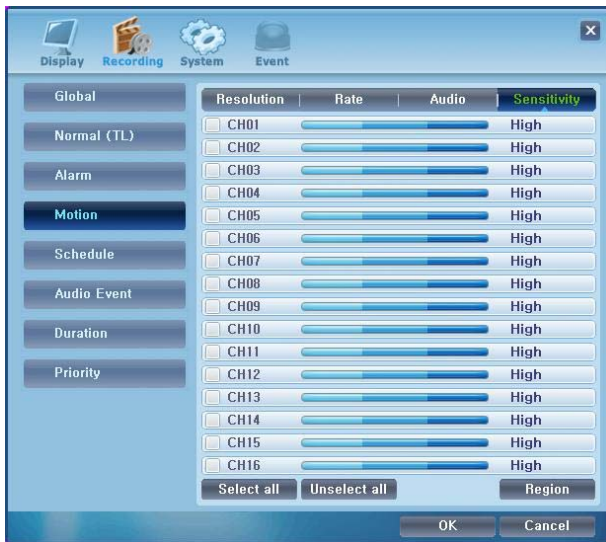 Display Recording System Event
Global
Normal (TL)
Alarm
Motion
Schedule
Audio Event
Duration
Priority
Resolution | Rate | Audio | Sensitivity
CH01 High
CH02 High
CH03 High
CH04 High
CH05 High
CH06 High
CH07 High
CH08 High
CH09 High
CH10 High
CH11 High
CH12 High
CH13 High
CH14 High
CH15 High
CH16 High
Select all Unselect all Region
OK Cancel